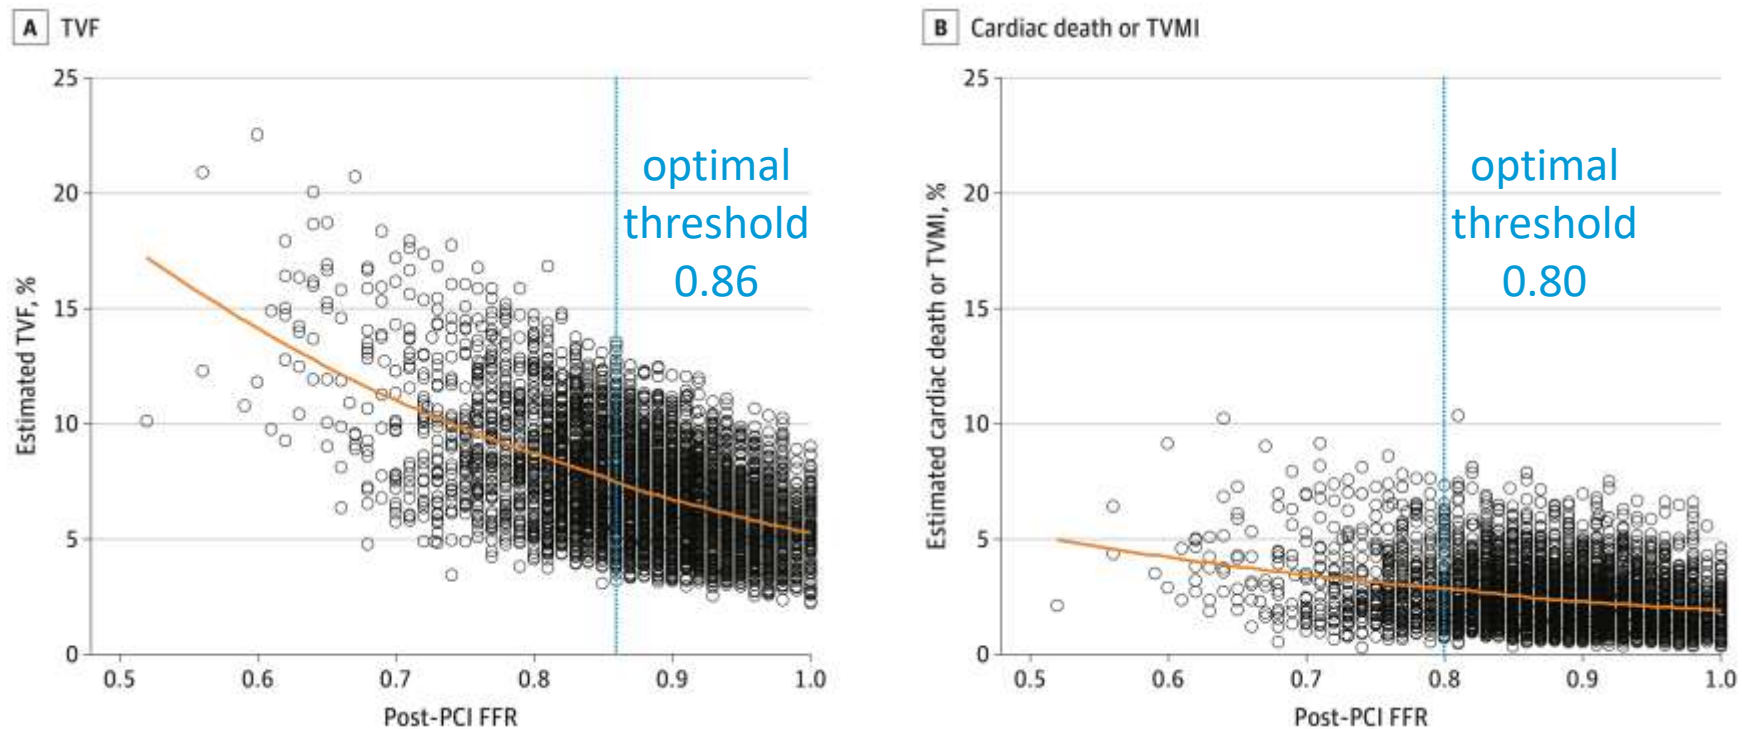 A TVF
25
20
15
10
5
0
Estimated TVF, %
optimal
threshold
0.86
0.5 0.6 0.7 0.8 0.9 1.0
Post-PCI FFR
B Cardiac death or TVMI
25
20
15
10
5
0
Estimated cardiac death or TVMI, %
optimal
threshold
0.80
0.5 0.6 0.7 0.8 0.9 1.0
Post-PCI FFR